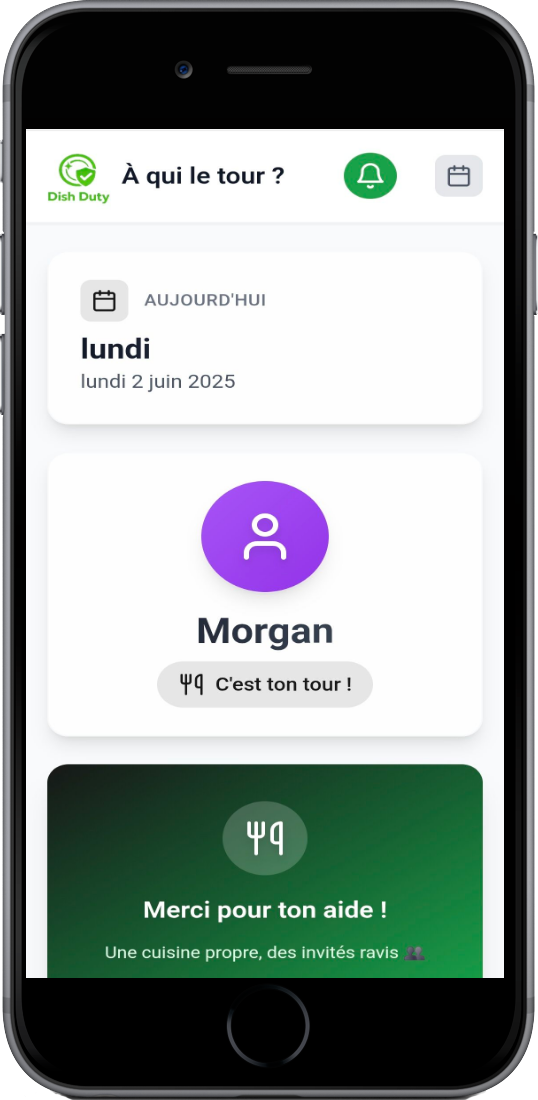 Dish Duty
À qui le tour ?
AUJOURD'HUI
lundi
lundi 2 juin 2025
Morgan
C'est ton tour !
Merci pour ton aide !
Une cuisine propre, des invités ravis 👥